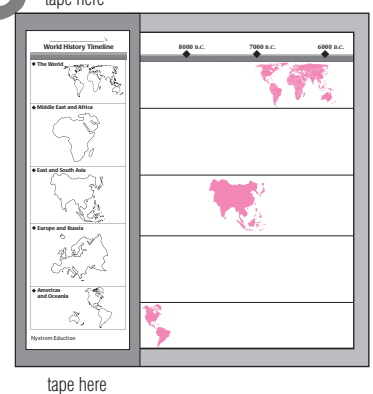 tape here
World History Timeline
8000 B.C.
7000 B.C.
6000 B.C.
The World
Middle East and Africa
East and South Asia
Europe and Russia
Americas
and Oceania
Nystrom Eduction
tape here